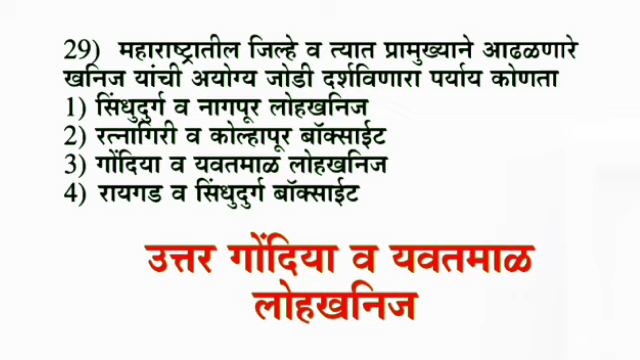 29) महाराष्ट्रातील जिल्हे व त्यात प्रामुख्याने आढळणारे
खनिज यांची अयोग्य जोडी दर्शविणारा पर्याय कोणता
1) सिंधुदुर्ग व नागपूर लोहखनिज
2) रत्नागिरी व कोल्हापूर बॉक्साईट
3) गोंदिया व यवतमाळ लोहखनिज
4) रायगड व सिंधुदुर्ग बॉक्साईट
उत्तर गोंदिया व यवतमाळ
लोहखनिज